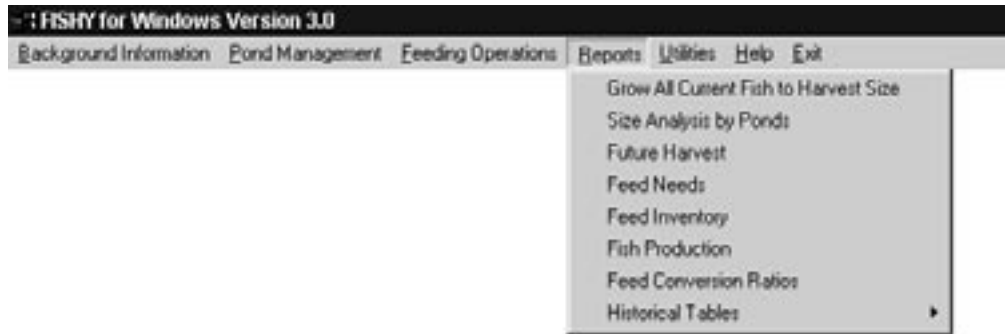 FISHY for Windows Version 3.0
Background Information Pond Management Feeding Operations Reports Utilities Help Exit
Grow All Current Fish to Harvest Size
Size Analysis by Ponds
Future Harvest
Feed Needs
Feed Inventory
Fish Production
Feed Conversion Ratios
Historical Tables